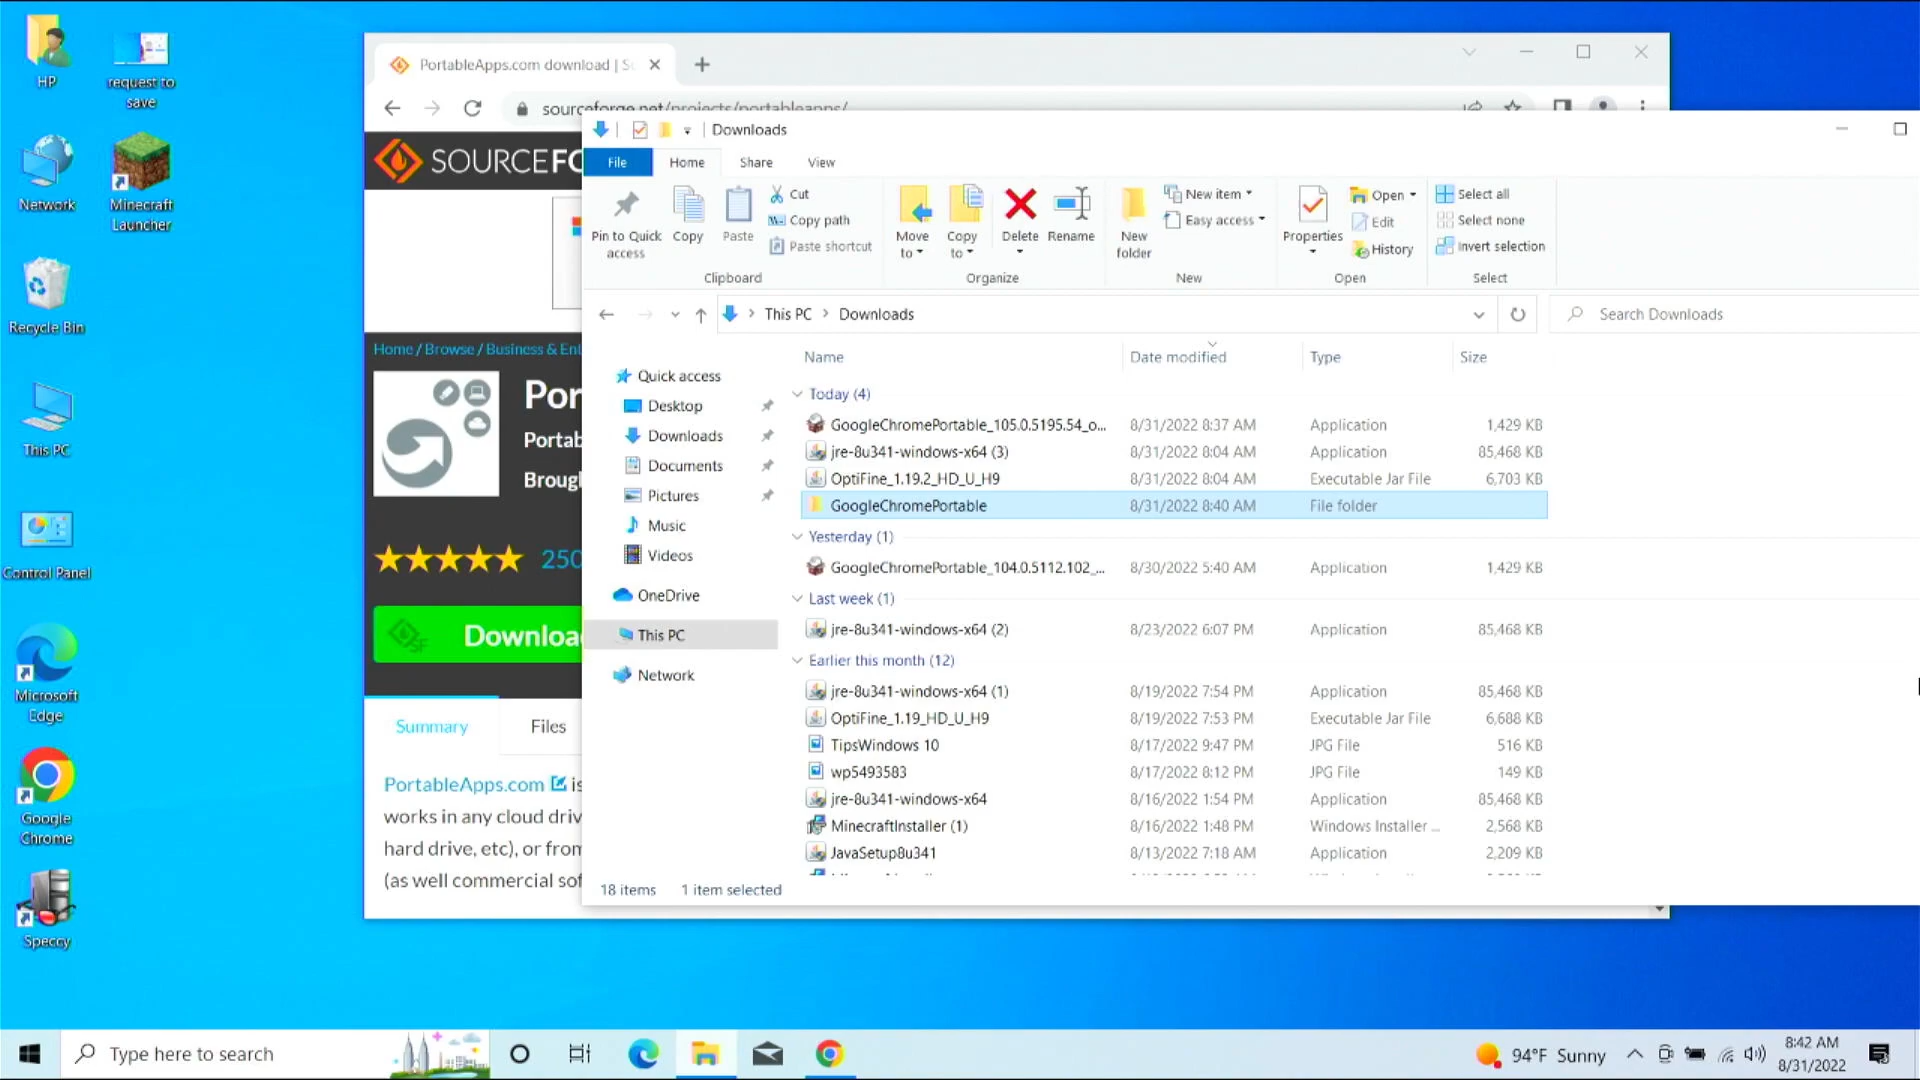 HP
request to
save
Network
Minecraft
Launcher
Recycle Bin
This PC
Control Panel
Microsoft
Edge
Google
Chrome
Speccy
PortableApps.com download | S
sourceforge.net/projects/portableapps/
SOURCEFO
Home / Browse / Business & Ent
Por
Portab
Broug
250
Downloa
Summary
Files
PortableApps.com is
works in any cloud driv
hard drive, etc), or from
(as well commercial sof
Downloads
File
Home
Share
View
Pin to Quick
access
Copy
Paste
Cut
Copy path
Paste shortcut
Clipboard
Move
to
Copy
to
Delete
Rename
Organize
New
folder
New item
Easy access
New
Properties
Open
Edit
History
Open
Select all
Select none
Invert selection
Select
This PC > Downloads
Search Downloads
Quick access
Desktop
Downloads
Documents
Pictures
Music
Videos
OneDrive
This PC
Network
Name Date modified Type Size
Today (4)
GoogleChromePortable_105.0.5195.54_o... 8/31/2022 8:37 AM Application 1,429 KB
jre-8u341-windows-x64 (3) 8/31/2022 8:04 AM Application 85,468 KB
OptiFine_1.19.2_HD_U_H9 8/31/2022 8:04 AM Executable Jar File 6,703 KB
GoogleChromePortable 8/31/2022 8:40 AM File folder
Yesterday (1)
GoogleChromePortable_104.0.5112.102_... 8/30/2022 5:40 AM Application 1,429 KB
Last week (1)
jre-8u341-windows-x64 (2) 8/23/2022 6:07 PM Application 85,468 KB
Earlier this month (12)
jre-8u341-windows-x64 (1) 8/19/2022 7:54 PM Application 85,468 KB
OptiFine_1.19_HD_U_H9 8/19/2022 7:53 PM Executable Jar File 6,688 KB
TipsWindows 10 8/17/2022 9:47 PM JPG File 516 KB
wp5493583 8/17/2022 8:12 PM JPG File 149 KB
jre-8u341-windows-x64 8/16/2022 1:54 PM Application 85,468 KB
MinecraftInstaller (1) 8/16/2022 1:48 PM Windows Installer ... 2,568 KB
JavaSetup8u341 8/13/2022 7:18 AM Application 2,209 KB
18 items 1 item selected
Type here to search
94°F Sunny
8:42 AM
8/31/2022